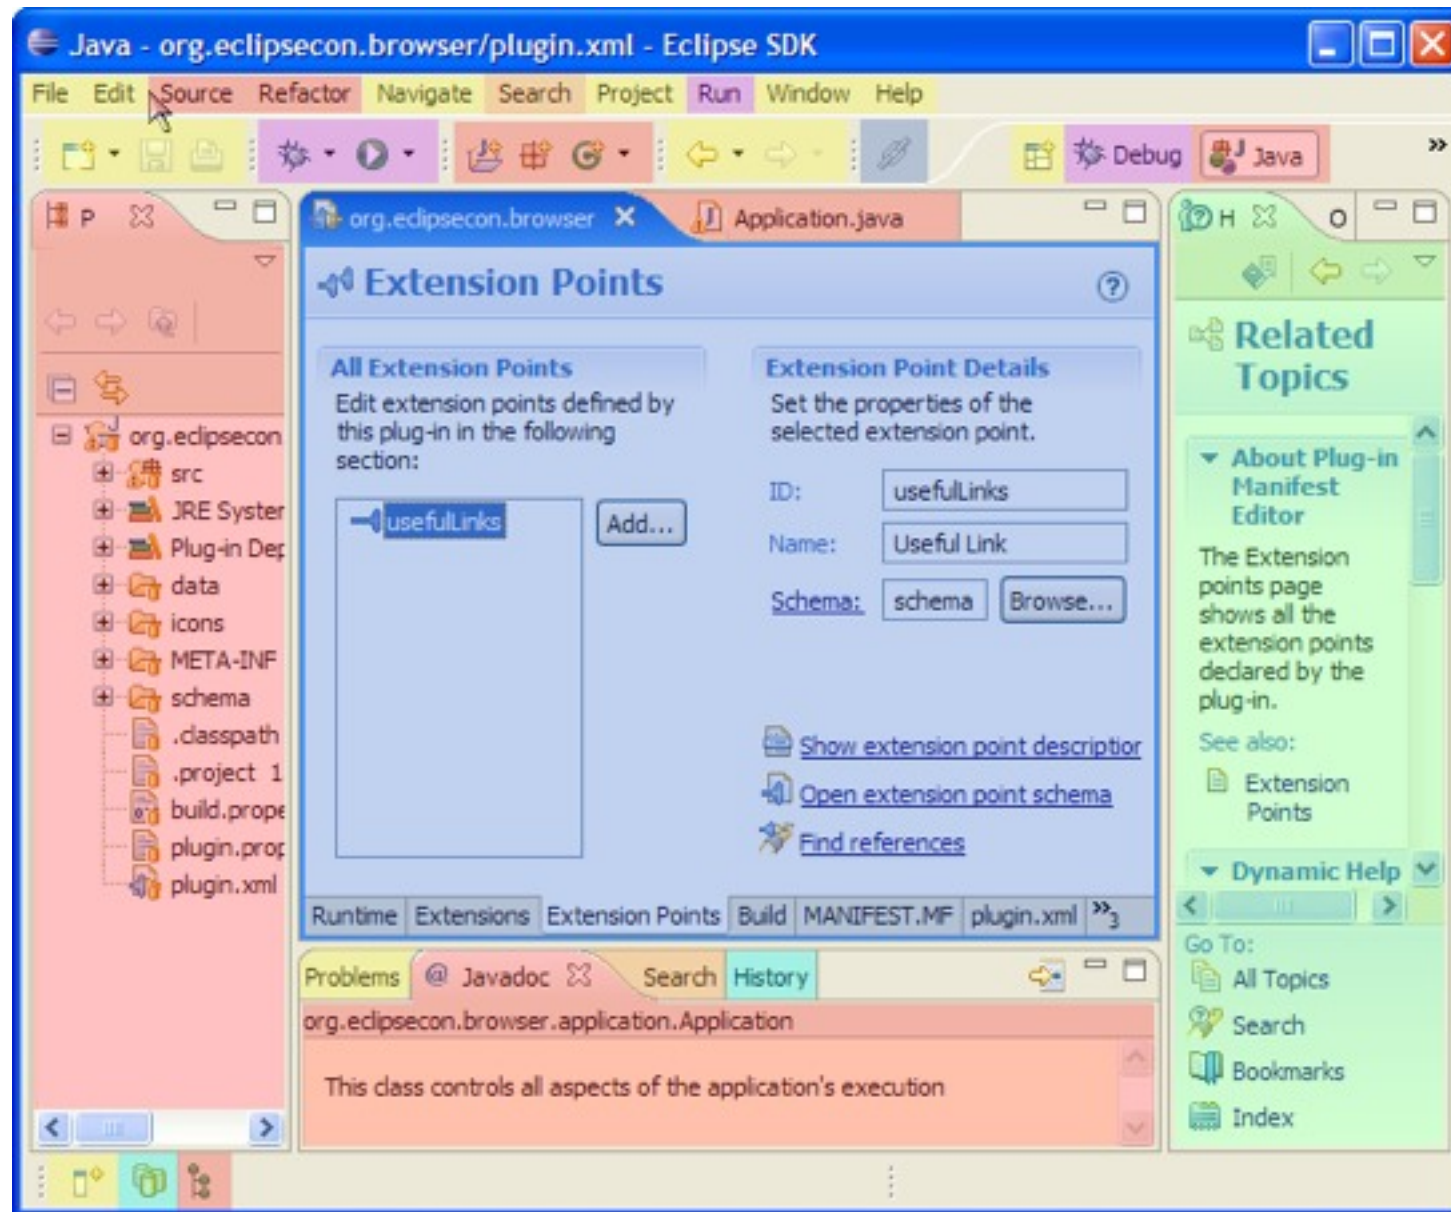 Java - org.eclipsecon.browser/plugin.xml - Eclipse SDK
File Edit Source Refactor Navigate Search Project Run Window Help
Debug Java »
P
org.eclipsecon
src
JRE System
Plug-in Dep
data
icons
META-INF
schema
.classpath
.project 1
build.prope
plugin.prop
plugin.xml
org.eclipsecon.browser Application.java
Extension Points
All Extension Points
Edit extension points defined by
this plug-in in the following
section:
usefulLinks
Add...
Extension Point Details
Set the properties of the
selected extension point.
ID: usefulLinks
Name: Useful Link
Schema: schema Browse...
Show extension point description
Open extension point schema
Find references
Runtime Extensions Extension Points Build MANIFEST.MF plugin.xml »3
Problems @ Javadoc Search History
org.eclipsecon.browser.application.Application
This class controls all aspects of the application's execution
H O
Related
Topics
About Plug-in
Manifest
Editor
The Extension
points page
shows all the
extension points
declared by the
plug-in.
See also:
Extension
Points
Dynamic Help
Go To:
All Topics
Search
Bookmarks
Index